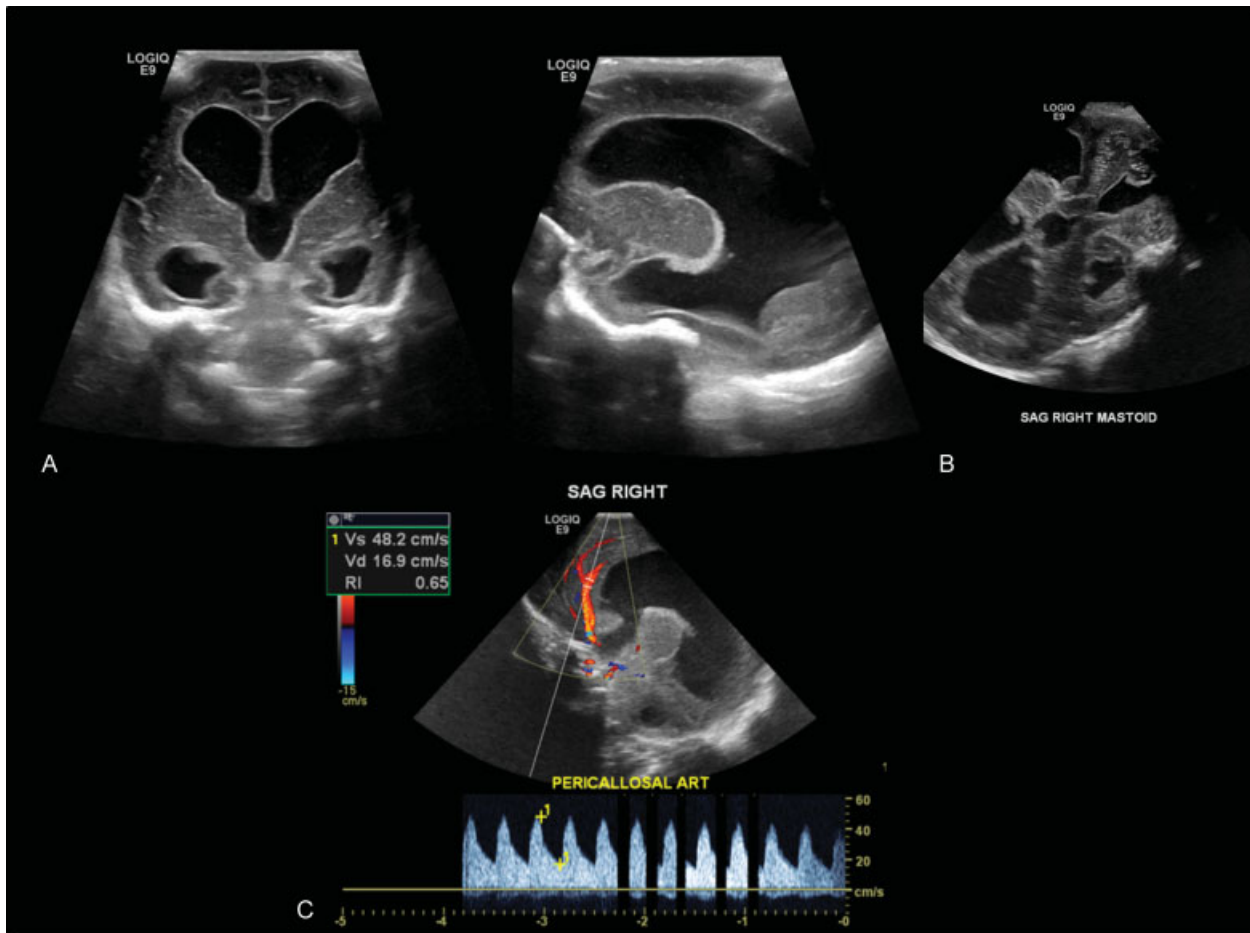 LOGIQ
E9
LOGIQ
E9
LOGIQ
E9
SAG RIGHT MASTOID
A
B
SAG RIGHT
LOGIQ
E9
1 Vs 48.2 cm/s
Vd 16.9 cm/s
RI 0.65
-15
cm/s
PERICALLOSAL ART
1
1
60
40
20
cm/s
C
-5 -4 -3 -2 -1 -0